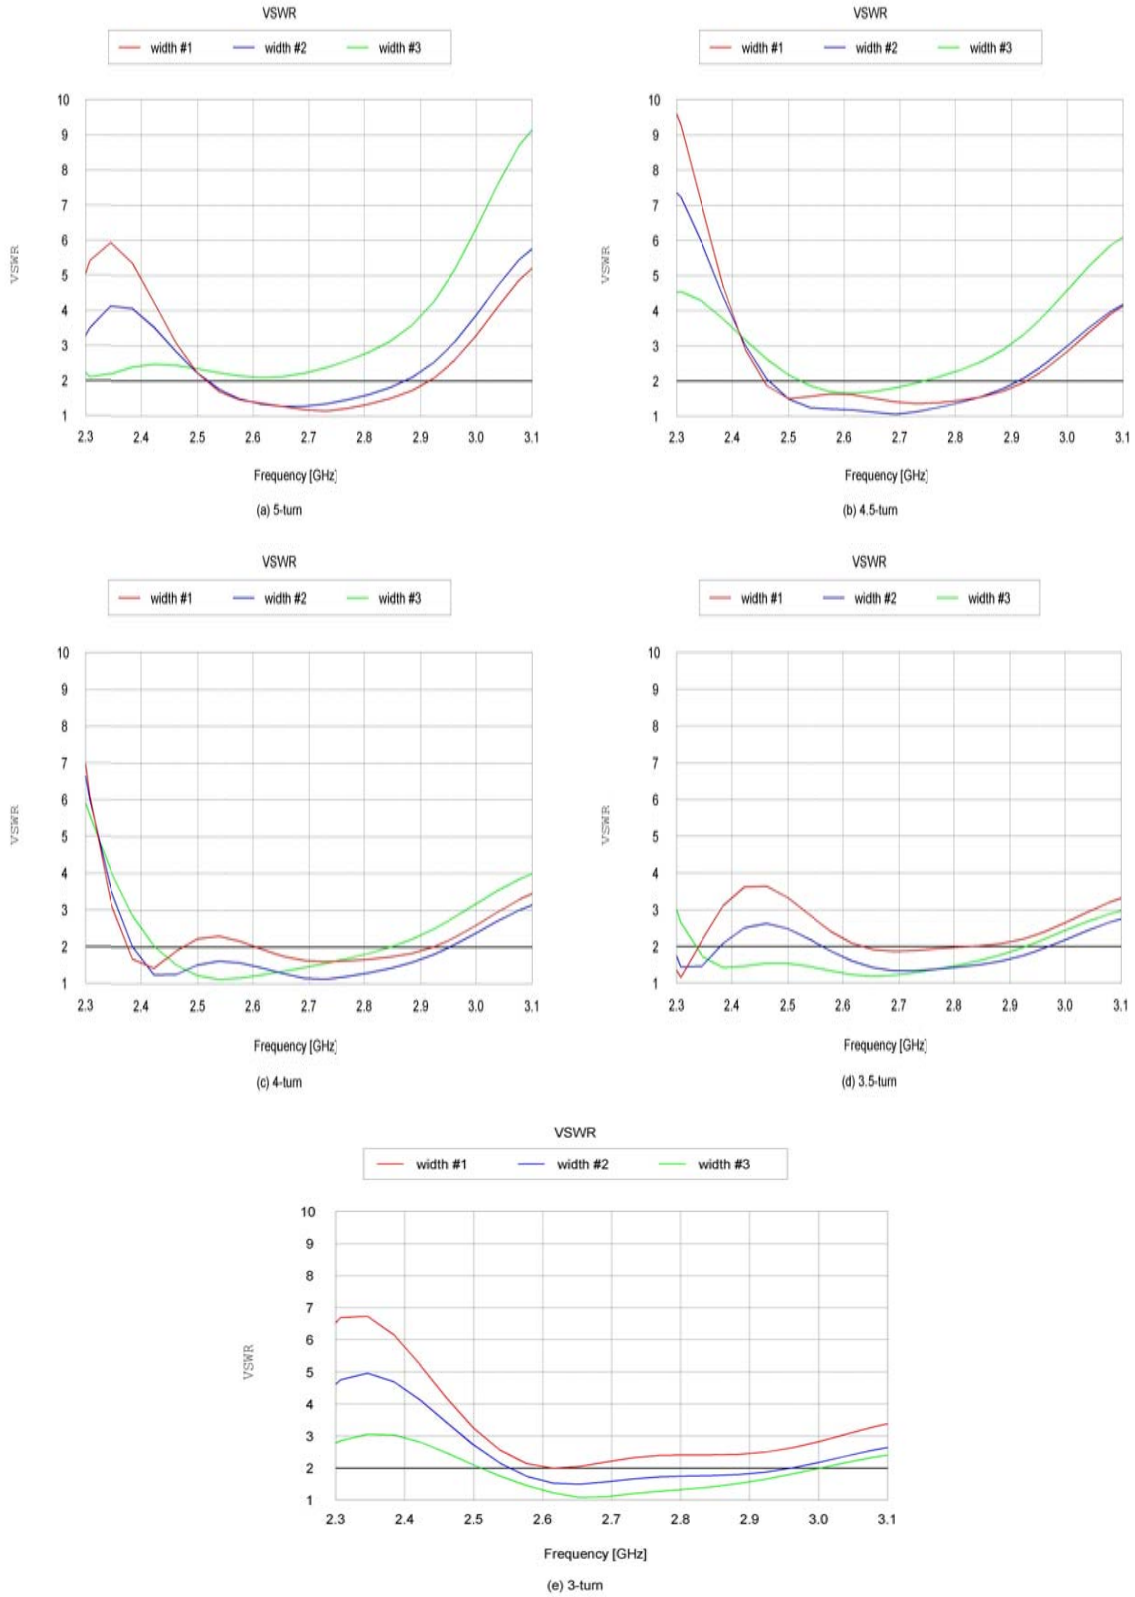 VSWR
width #1 width #2 width #3
10
9
8
7
6
5
4
3
2
1
VSWR
2.3 2.4 2.5 2.6 2.7 2.8 2.9 3.0 3.1
Frequency [GHz]
(a) 5-turn
VSWR
width #1 width #2 width #3
10
9
8
7
6
5
4
3
2
1
VSWR
2.3 2.4 2.5 2.6 2.7 2.8 2.9 3.0 3.1
Frequency [GHz]
(b) 4.5-turn
VSWR
width #1 width #2 width #3
10
9
8
7
6
5
4
3
2
1
VSWR
2.3 2.4 2.5 2.6 2.7 2.8 2.9 3.0 3.1
Frequency [GHz]
(c) 4-turn
VSWR
width #1 width #2 width #3
10
9
8
7
6
5
4
3
2
1
VSWR
2.3 2.4 2.5 2.6 2.7 2.8 2.9 3.0 3.1
Frequency [GHz]
(d) 3.5-turn
VSWR
width #1 width #2 width #3
10
9
8
7
6
5
4
3
2
1
VSWR
2.3 2.4 2.5 2.6 2.7 2.8 2.9 3.0 3.1
Frequency [GHz]
(e) 3-turn